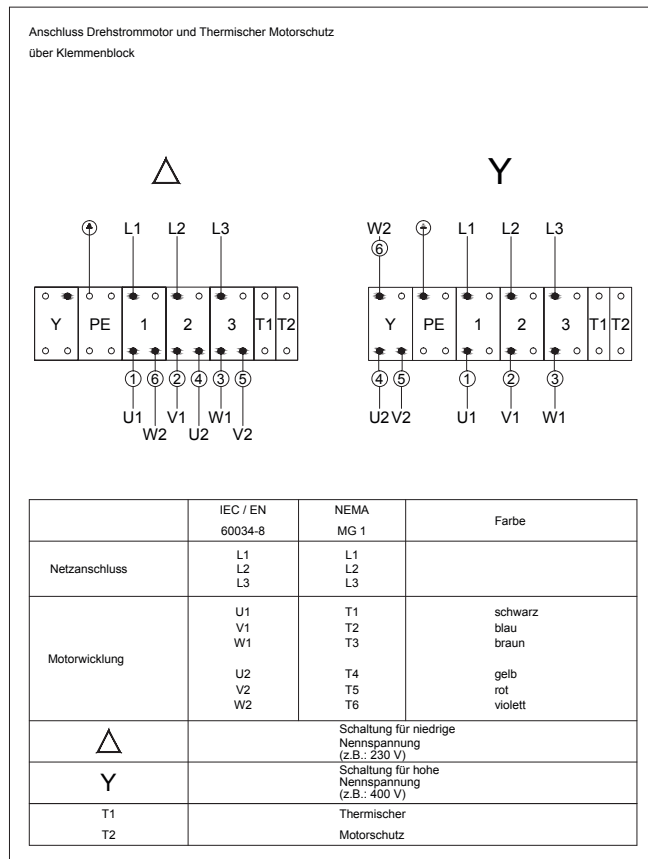 Anschluss Drehstrommotor und Thermischer Motorschutz
über Klemmenblock
Y
L1 L2 L3
Y PE 1 2 3 T1 T2
1 6 2 4 3 5
U1 V1 W1
W2 U2 V2
W2
6
L1 L2 L3
Y PE 1 2 3 T1 T2
4 5 1 2 3
U2 V2 U1 V1 W1
IEC / EN
60034-8
NEMA
MG 1
Farbe
Netzanschluss
L1 L1
L2 L2
L3 L3
Motorwicklung
U1 T1 schwarz
V1 T2 blau
W1 T3 braun
U2 T4 gelb
V2 T5 rot
W2 T6 violett
Schaltung für niedrige
Nennspannung
(z.B.: 230 V)
Y
Schaltung für hohe
Nennspannung
(z.B.: 400 V)
T1 Thermischer
T2 Motorschutz